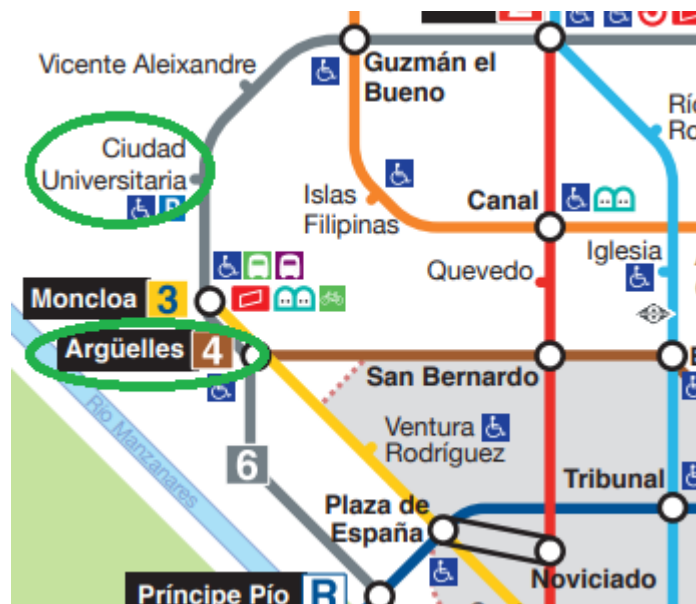 Vicente Aleixandre
Guzmán el
Bueno
Ciudad
Universitaria
Islas
Filipinas
Canal
Iglesia
Quevedo
Moncloa 3
Argüelles 4
San Bernardo
Río Manzanares
Ventura
Rodríguez
6
Tribunal
Plaza de
España
Noviciado
Príncipe Pío R